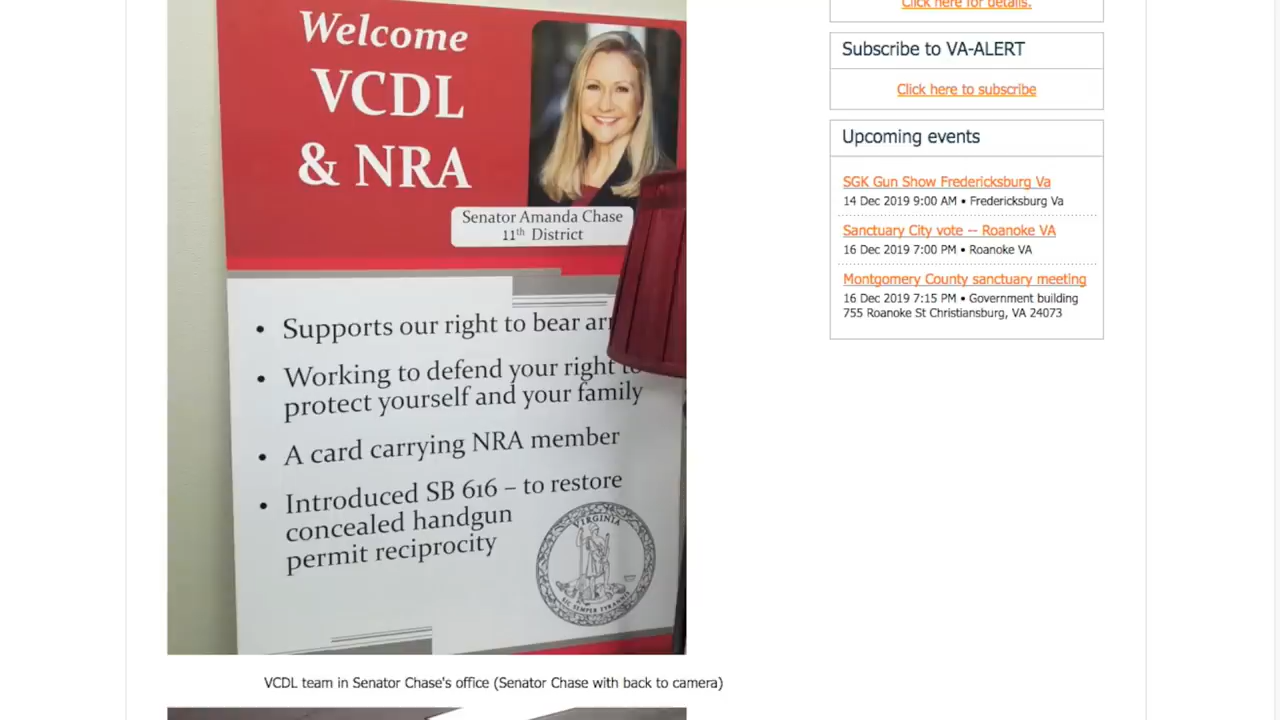 Welcome
VCDL
& NRA
Senator Amanda Chase
11th District
• Supports our right to bear
• Working to defend your right to
protect yourself and your family
• A card carrying NRA member
• Introduced SB 616 – to restore
concealed handgun
permit reciprocity
VIRGINIA
SIC SEMPER TYRANNIS
VCDL team in Senator Chase's office (Senator Chase with back to camera)
Click here for details.
Subscribe to VA-ALERT
Click here to subscribe
Upcoming events
SGK Gun Show Fredericksburg Va
14 Dec 2019 9:00 AM • Fredericksburg Va
Sanctuary City vote -- Roanoke VA
16 Dec 2019 7:00 PM • Roanoke VA
Montgomery County sanctuary meeting
16 Dec 2019 7:15 PM • Government building
755 Roanoke St Christiansburg, VA 24073